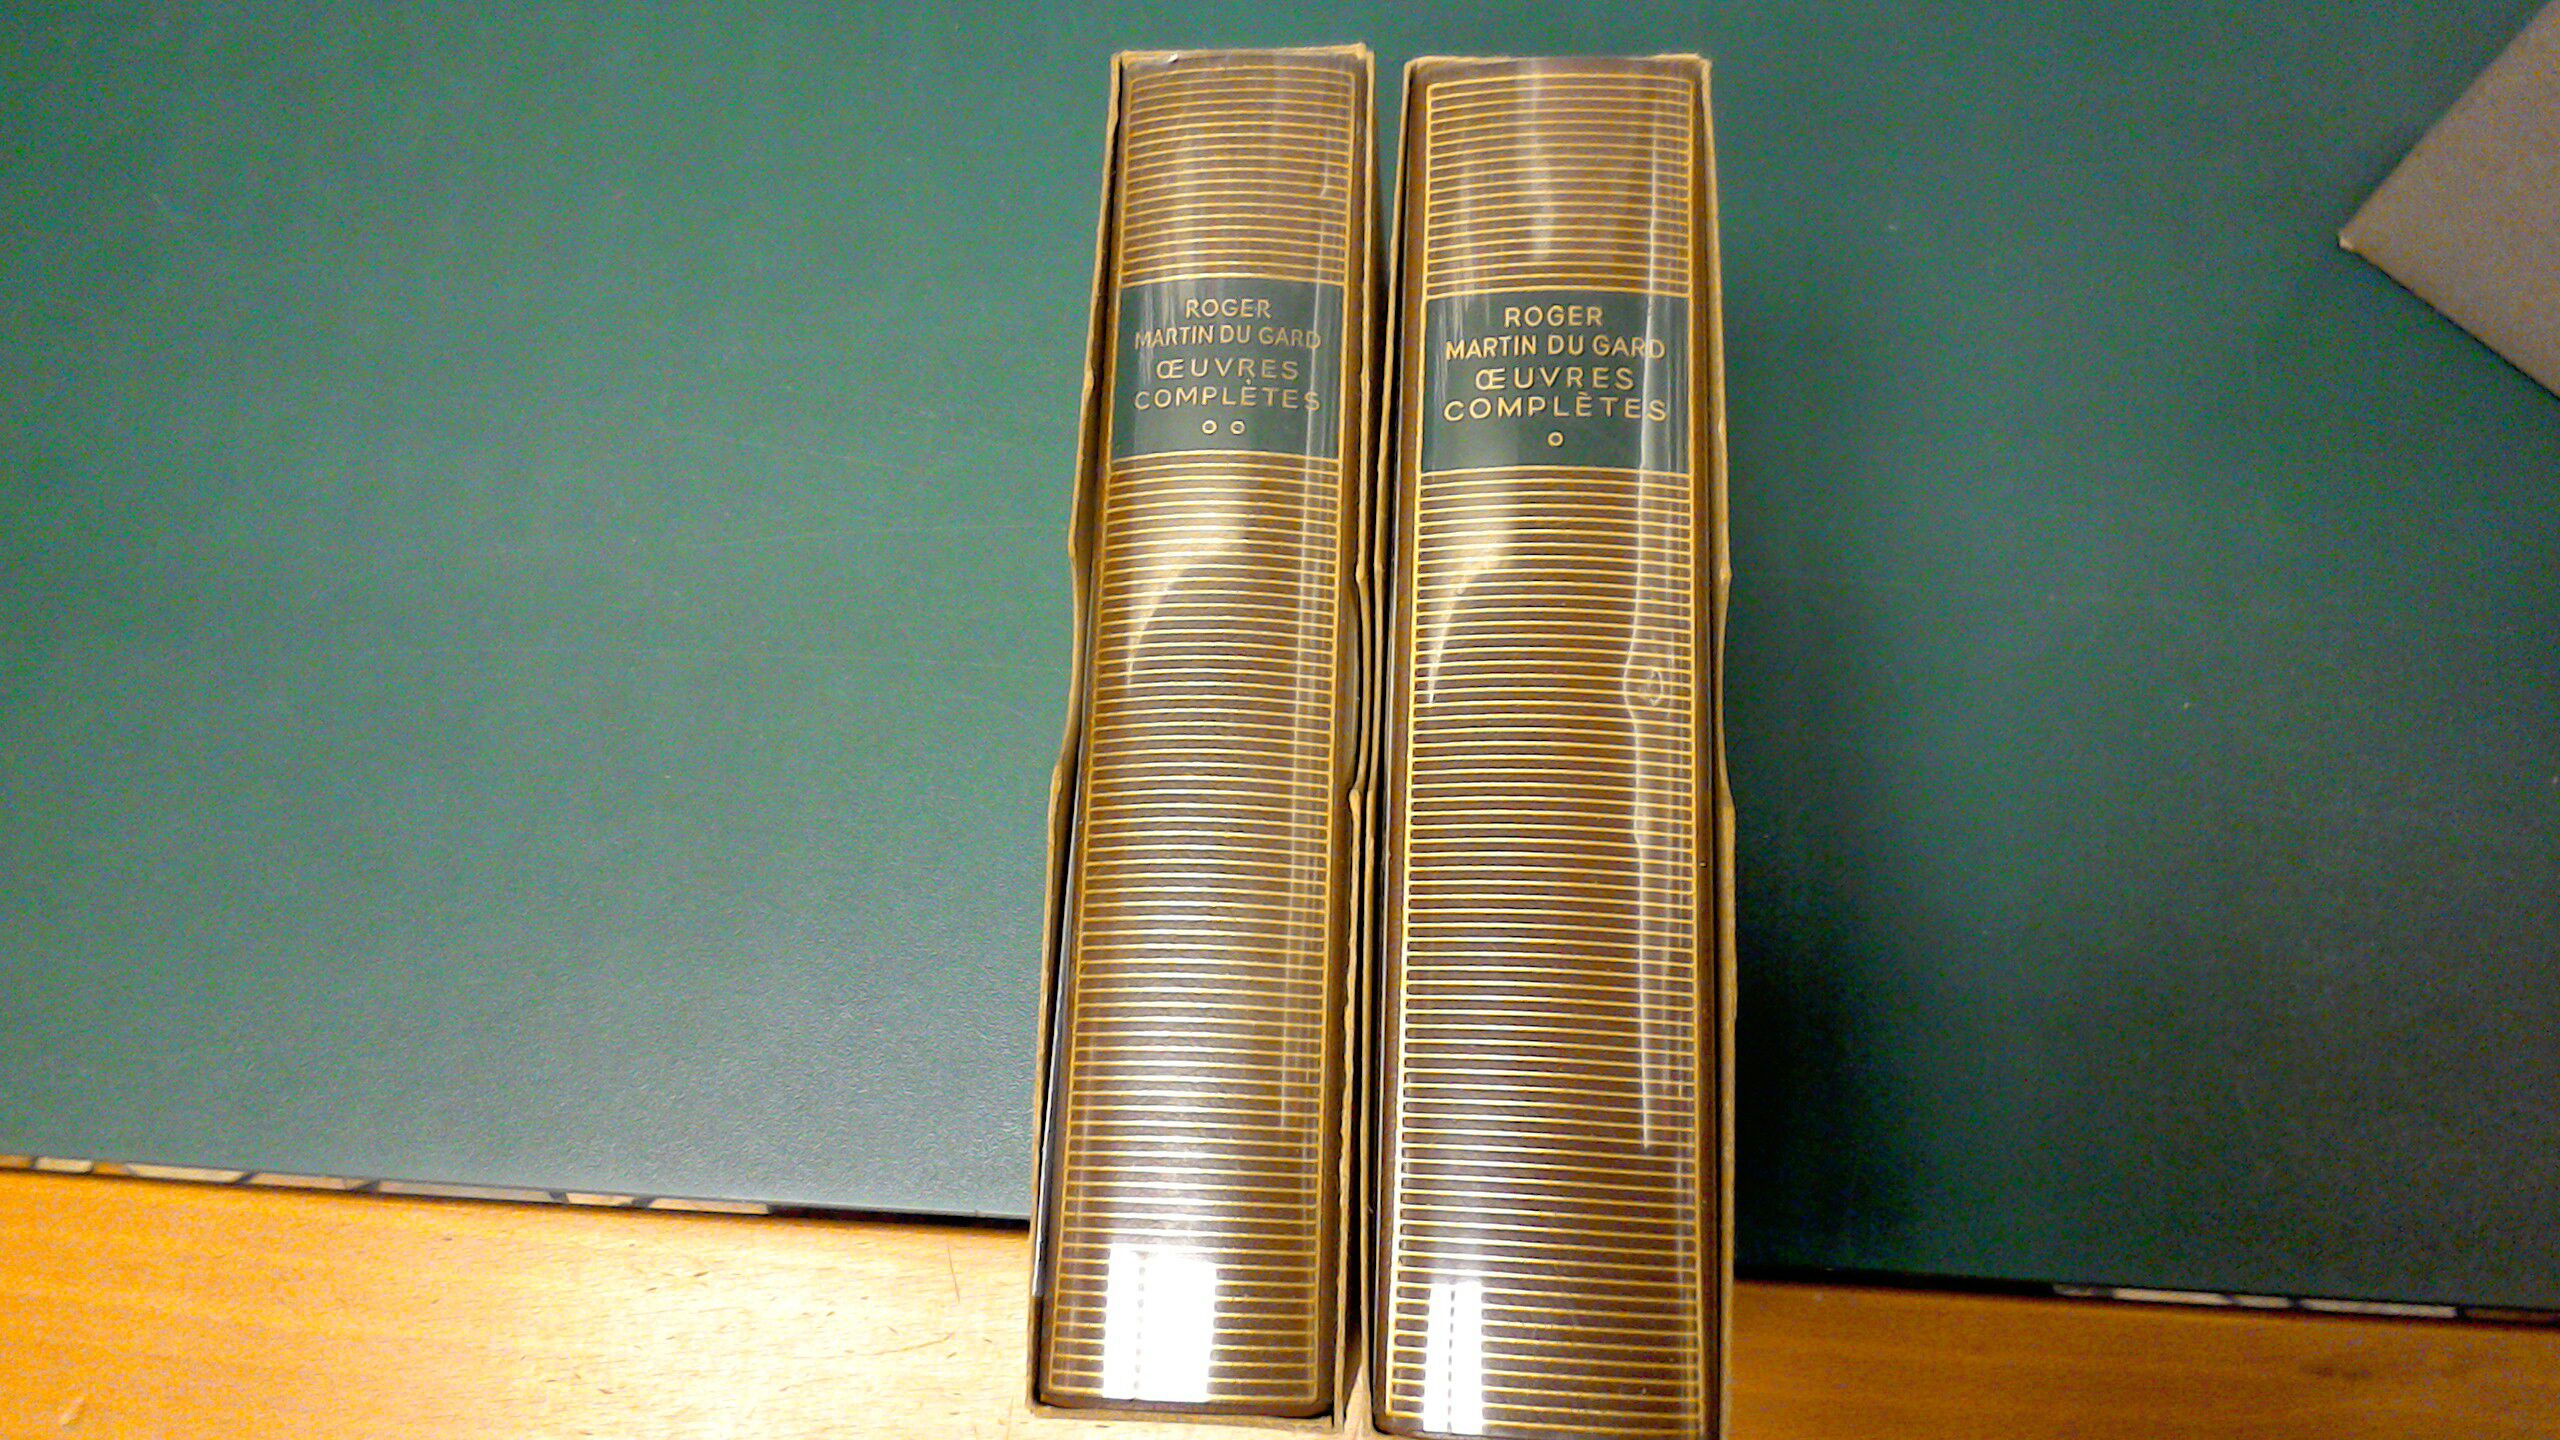 ROGER
MARTIN DU GARD
ŒUVRES
COMPLÈTES
ROGER
MARTIN DU GARD
ŒUVRES
COMPLÈTES